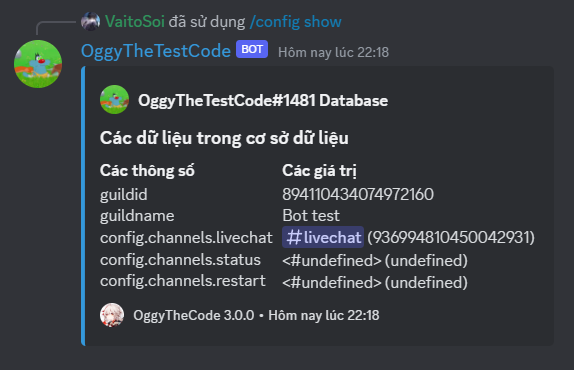 VaitoSoi đã sử dụng /config show
OggyTheTestCode BOT Hôm nay lúc 22:18
OggyTheTestCode#1481 Database
Các dữ liệu trong cơ sở dữ liệu
Các thông số Các giá trị
guildid 894110434074972160
guildname Bot test
config.channels.livechat #livechat (936994810450042931)
config.channels.status <#undefined> (undefined)
config.channels.restart <#undefined> (undefined)
OggyTheCode 3.0.0 • Hôm nay lúc 22:18